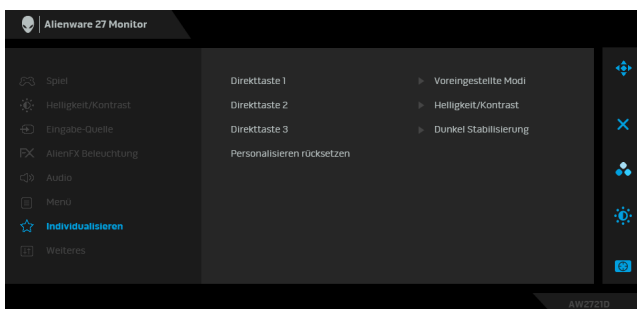 Alienware 27 Monitor
Spiel
Helligkeit/Kontrast
Eingabe-Quelle
AlienFX Beleuchtung
Audio
Menü
Individualisieren
Weiteres
Direkttaste 1 Voreingestellte Modi
Direkttaste 2 Helligkeit/Kontrast
Direkttaste 3 Dunkel Stabilisierung
Personalisieren rücksetzen
AW2721D